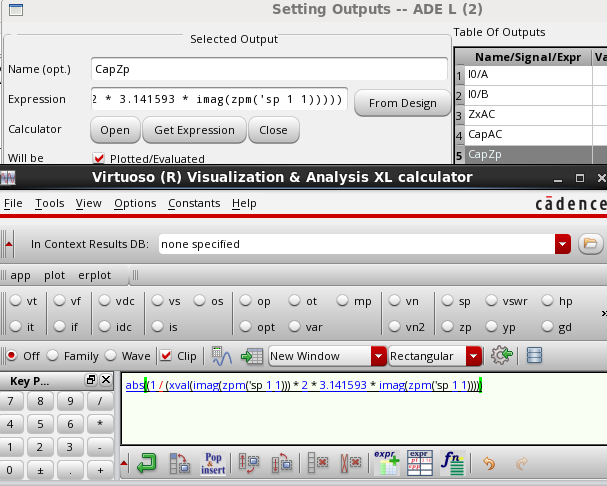 Setting Outputs -- ADE L (2)
Selected Output
Table Of Outputs
Name (opt.) CapZp
Name/Signal/Expr Va
Expression 2 * 3.141593 * imag(zpm('sp 1 1))))) From Design
1 I0/A
2 I0/B
3 ZxAC
4 CapAC
5 CapZp
Calculator Open Get Expression Close
Will be Plotted/Evaluated
Virtuoso (R) Visualization & Analysis XL calculator
File Tools View Options Constants Help cādence
In Context Results DB: none specified
app plot erplot
vt vf vdc vs os op ot mp vn sp vswr hp »
it if idc is opt var vn2 zp yp gd
Off Family Wave Clip New Window Rectangular
Key P...
7 8 9 /
4 5 6 *
1 2 3 -
0 ± . +
abs((1 / (xval(imag(zpm('sp 1 1))) * 2 * 3.141593 * imag(zpm('sp 1 1)))))
Pop & insert expr expr fn